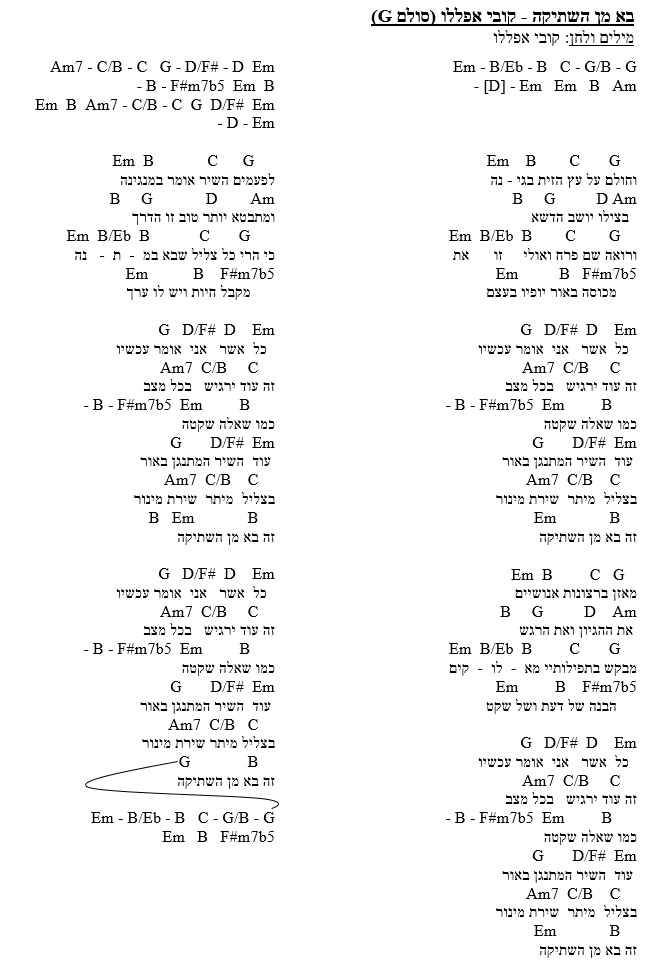 בא מן השתיקה - קובי אפללו (סולם G)
מילים ולחן: קובי אפללו
Em - B/Eb - B C - G/B - G
- [D] - Em Em B Am
Em B C G
וחולם על עץ הזית בגי - נה
B G D Am
בצילו יושב הדשא
Em B/Eb B C G
ורואה שם פרח ואולי זו את
Em B F#m7b5
מכוסה באור יופיו בעצם
G D/F# D Em
כל אשר אני אומר עכשיו
Am7 C/B C
זה עוד ירגיש בכל מצב
- B - F#m7b5 Em B
כמו שאלה שקטה
G D/F# Em
עוד השיר המתנגן באור
Am7 C/B C
בצליל מיתר שירת מינור
Em B
זה בא מן השתיקה
Em B C G
מאזן ברצונות אנושיים
B G D Am
את ההגיון ואת הרגש
Em B/Eb B C G
מבקש בתפילותיי מא - לו - קים
Em B F#m7b5
הבנה של דעת ושל שקט
G D/F# D Em
כל אשר אני אומר עכשיו
Am7 C/B C
זה עוד ירגיש בכל מצב
- B - F#m7b5 Em B
כמו שאלה שקטה
G D/F# Em
עוד השיר המתנגן באור
Am7 C/B C
בצליל מיתר שירת מינור
Em B
זה בא מן השתיקה
Am7 - C/B - C G - D/F# - D Em
- B - F#m7b5 Em B
Em B Am7 - C/B - C G D/F# Em
- D - Em
Em B C G
לפעמים השיר אומר במנגינה
B G D Am
ומתבטא יותר טוב זו הדרך
Em B/Eb B C G
כי הרי כל צליל שבא במ - ת - נה
Em B F#m7b5
מקבל חיות ויש לו ערך
G D/F# D Em
כל אשר אני אומר עכשיו
Am7 C/B C
זה עוד ירגיש בכל מצב
- B - F#m7b5 Em B
כמו שאלה שקטה
G D/F# Em
עוד השיר המתנגן באור
Am7 C/B C
בצליל מיתר שירת מינור
B Em B
זה בא מן השתיקה
G D/F# D Em
כל אשר אני אומר עכשיו
Am7 C/B C
זה עוד ירגיש בכל מצב
- B - F#m7b5 Em B
כמו שאלה שקטה
G D/F# Em
עוד השיר המתנגן באור
Am7 C/B C
בצליל מיתר שירת מינור
G B
זה בא מן השתיקה
Em - B/Eb - B C - G/B - G
Em B F#m7b5